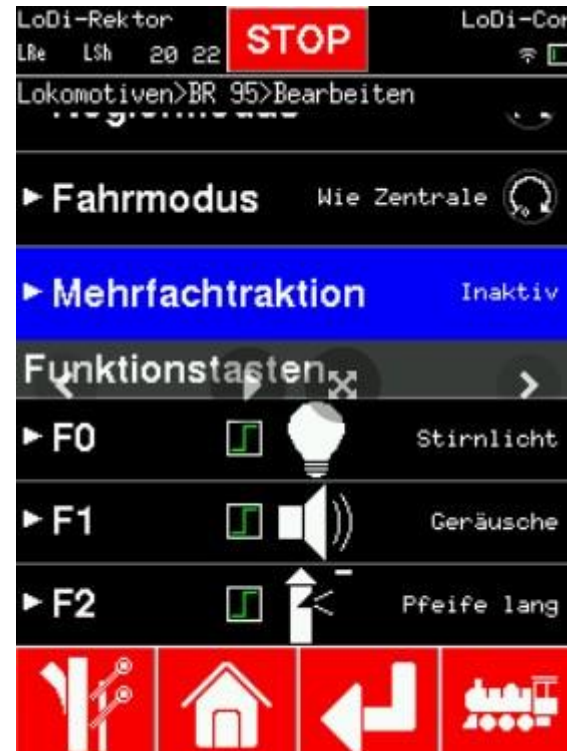 LoDi-Rektor STOP LoDi-Con
LRe LSh 20 22
Lokomotiven>BR 95>Bearbeiten
Fahrmodus Wie Zentrale
Mehrfachtraktion Inaktiv
Funktionstasten
F0 Stirnlicht
F1 Geräusche
F2 Pfeife lang